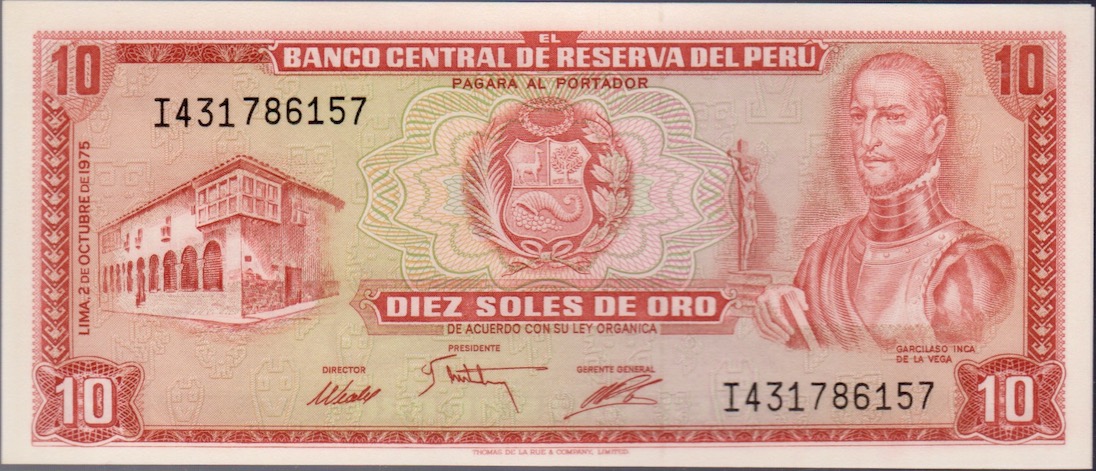 10
EL
BANCO CENTRAL DE RESERVA DEL PERÚ
10
PAGARA AL PORTADOR
I431786157
LIMA, 2 DE OCTUBRE DE 1975
DIEZ SOLES DE ORO
DE ACUERDO CON SU LEY ORGANICA
GARCILASO INCA
DE LA VEGA
PRESIDENTE
DIRECTOR
GERENTE GENERAL
I431786157
10
10
THOMAS DE LA RUE & COMPANY, LIMITED.